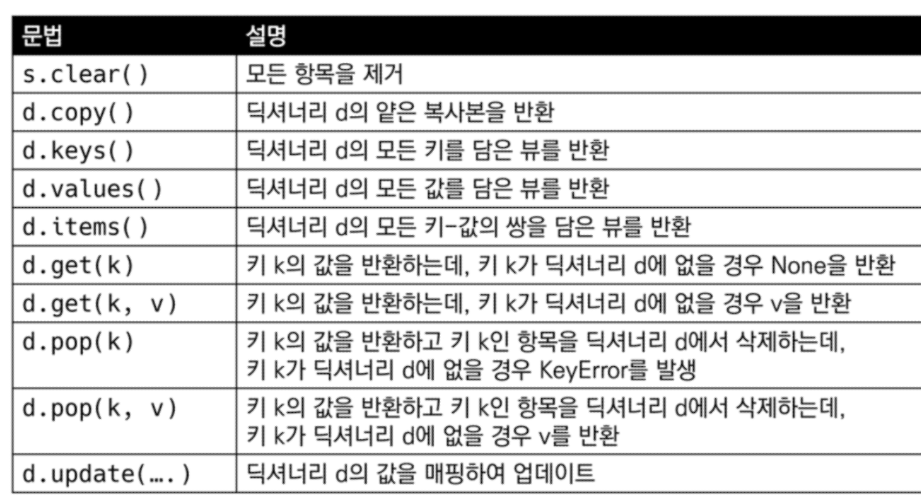 문법 설명
s.clear() 모든 항목을 제거
d.copy() 딕셔너리 d의 얕은 복사본을 반환
d.keys() 딕셔너리 d의 모든 키를 담은 뷰를 반환
d.values() 딕셔너리 d의 모든 값를 담은 뷰를 반환
d.items() 딕셔너리 d의 모든 키-값의 쌍을 담은 뷰를 반환
d.get(k) 키 k의 값을 반환하는데, 키 k가 딕셔너리 d에 없을 경우 None을 반환
d.get(k, v) 키 k의 값을 반환하는데, 키 k가 딕셔너리 d에 없을 경우 v을 반환
d.pop(k) 키 k의 값을 반환하고 키 k인 항목을 딕셔너리 d에서 삭제하는데,
키 k가 딕셔너리 d에 없을 경우 KeyError를 발생
d.pop(k, v) 키 k의 값을 반환하고 키 k인 항목을 딕셔너리 d에서 삭제하는데,
키 k가 딕셔너리 d에 없을 경우 v를 반환
d.update(….) 딕셔너리 d의 값을 매핑하여 업데이트